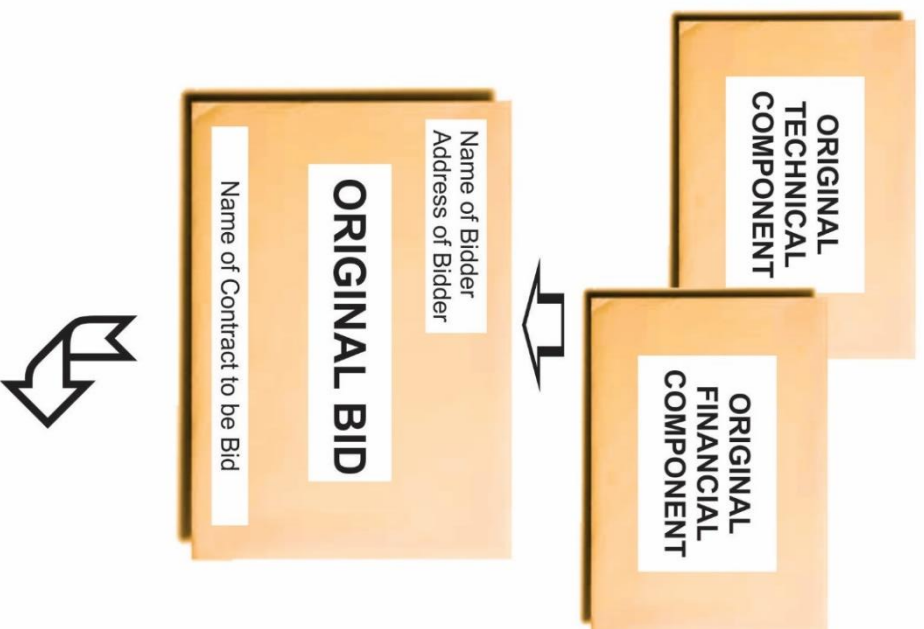 ORIGINAL
TECHNICAL
COMPONENT
ORIGINAL
FINANCIAL
COMPONENT
Name of Bidder
Address of Bidder
ORIGINAL BID
Name of Contract to be Bid